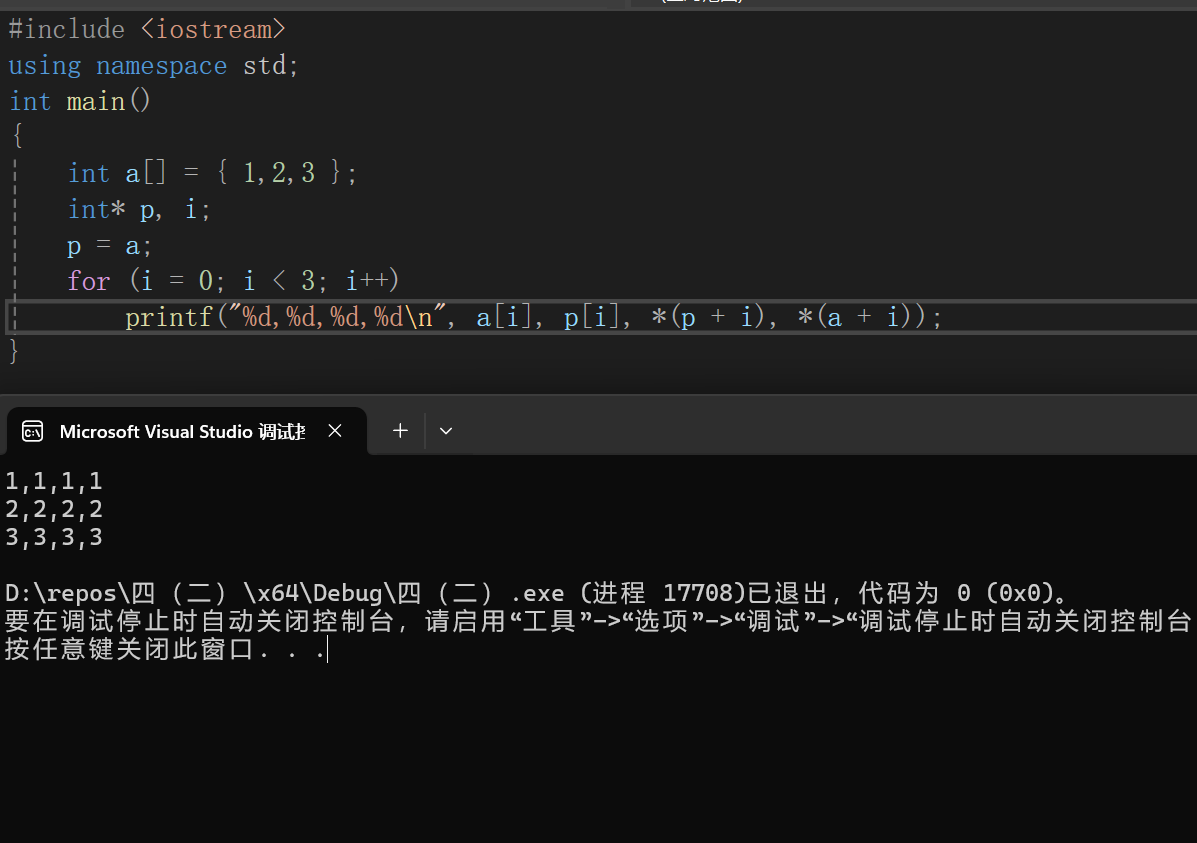 #include <iostream>
using namespace std;
int main()
{
int a[] = { 1,2,3 };
int* p, i;
p = a;
for (i = 0; i < 3; i++)
printf("%d,%d,%d,%d\n", a[i], p[i], *(p + i), *(a + i));
}
Microsoft Visual Studio 调试
1,1,1,1
2,2,2,2
3,3,3,3
D:\repos\四（二）\x64\Debug\四（二）.exe (进程 17708)已退出，代码为 0 (0x0)。
要在调试停止时自动关闭控制台，请启用“工具”->“选项”->“调试”->“调试停止时自动关闭控制台
按任意键关闭此窗口. . .